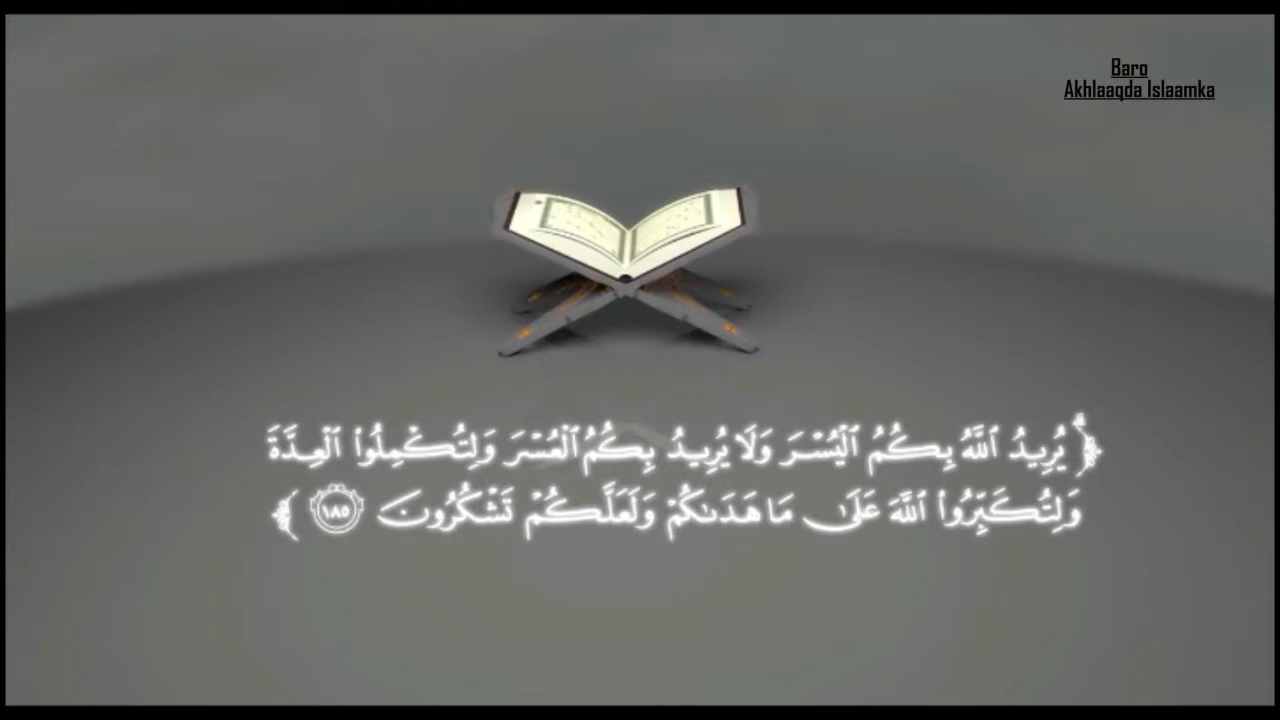 Baro
Akhlaaqda Islaamka
﴿ يُرِيدُ ٱللَّهُ بِكُمُ ٱلْيُسْرَ وَلَا يُرِيدُ بِكُمُ ٱلْعُسْرَ وَلِتُكْمِلُوا۟ ٱلْعِدَّةَ
وَلِتُكَبِّرُوا۟ ٱللَّهَ عَلَىٰ مَا هَدَىٰكُمْ وَلَعَلَّكُمْ تَشْكُرُونَ ١٨٥ ﴾